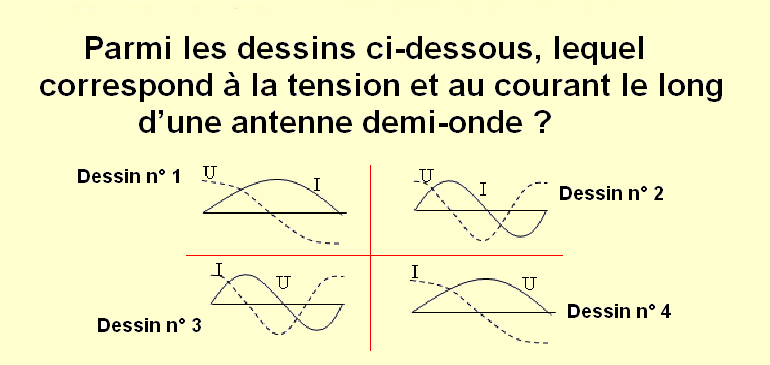 Parmi les dessins ci-dessous, lequel
correspond à la tension et au courant le long
d’une antenne demi-onde ?
Dessin n° 1
U
I
U
I
Dessin n° 2
I
U
Dessin n° 3
I
U
Dessin n° 4